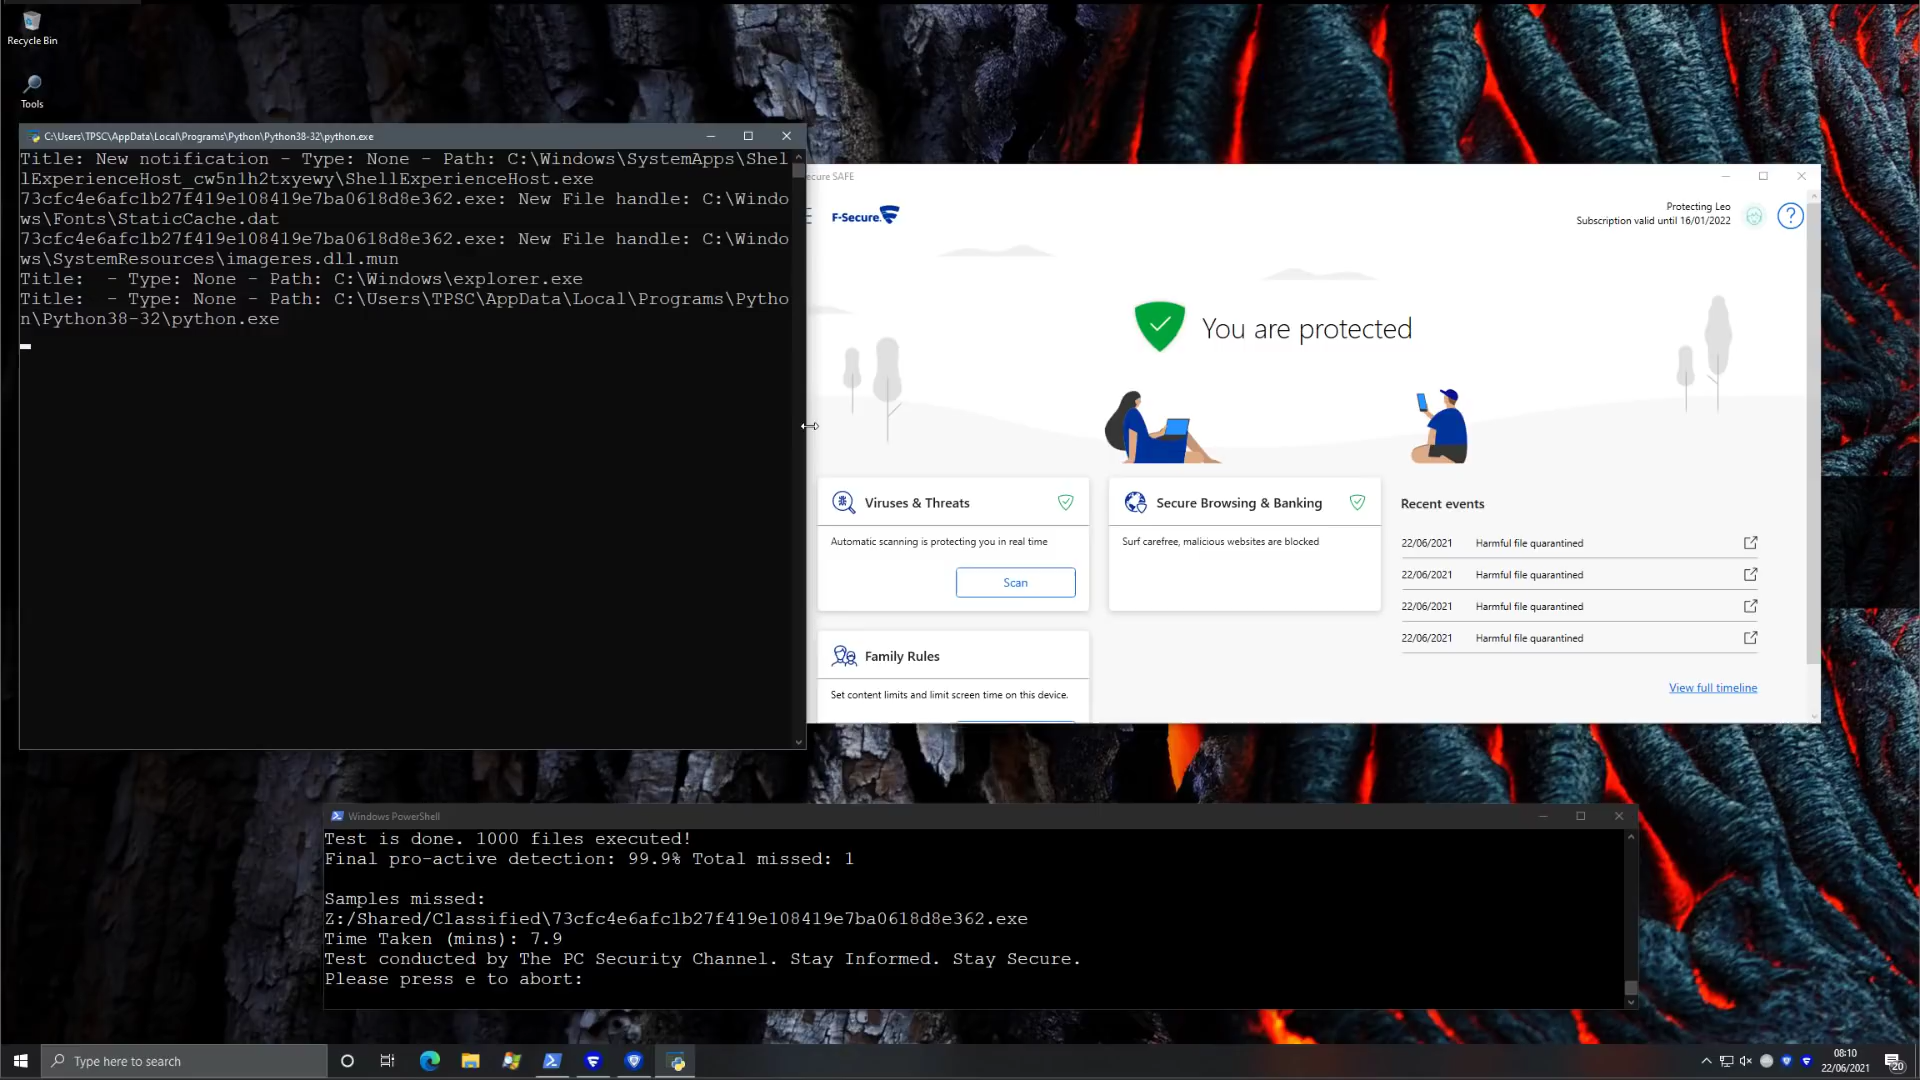 Recycle Bin
Tools
C:\Users\TPSC\AppData\Local\Programs\Python\Python38-32\python.exe
Title: New notification - Type: None - Path: C:\Windows\SystemApps\Shel
lExperienceHost_cw5n1h2txyewy\ShellExperienceHost.exe
73cfc4e6afc1b27f419e108419e7ba0618d8e362.exe: New File handle: C:\Windo
ws\Fonts\StaticCache.dat
73cfc4e6afc1b27f419e108419e7ba0618d8e362.exe: New File handle: C:\Windo
ws\SystemResources\imageres.dll.mun
Title:  - Type: None - Path: C:\Windows\explorer.exe
Title:  - Type: None - Path: C:\Users\TPSC\AppData\Local\Programs\Pytho
n\Python38-32\python.exe
ecure SAFE
F-Secure.
Protecting Leo
Subscription valid until 16/01/2022
?
You are protected
Viruses & Threats
Automatic scanning is protecting you in real time
Scan
Secure Browsing & Banking
Surf carefree, malicious websites are blocked
Family Rules
Set content limits and limit screen time on this device.
Recent events
22/06/2021 Harmful file quarantined
22/06/2021 Harmful file quarantined
22/06/2021 Harmful file quarantined
22/06/2021 Harmful file quarantined
View full timeline
Windows PowerShell
Test is done. 1000 files executed!
Final pro-active detection: 99.9% Total missed: 1
Samples missed:
Z:/Shared/Classified\73cfc4e6afc1b27f419e108419e7ba0618d8e362.exe
Time Taken (mins): 7.9
Test conducted by The PC Security Channel. Stay Informed. Stay Secure.
Please press e to abort:
Type here to search
08:10
22/06/2021
20